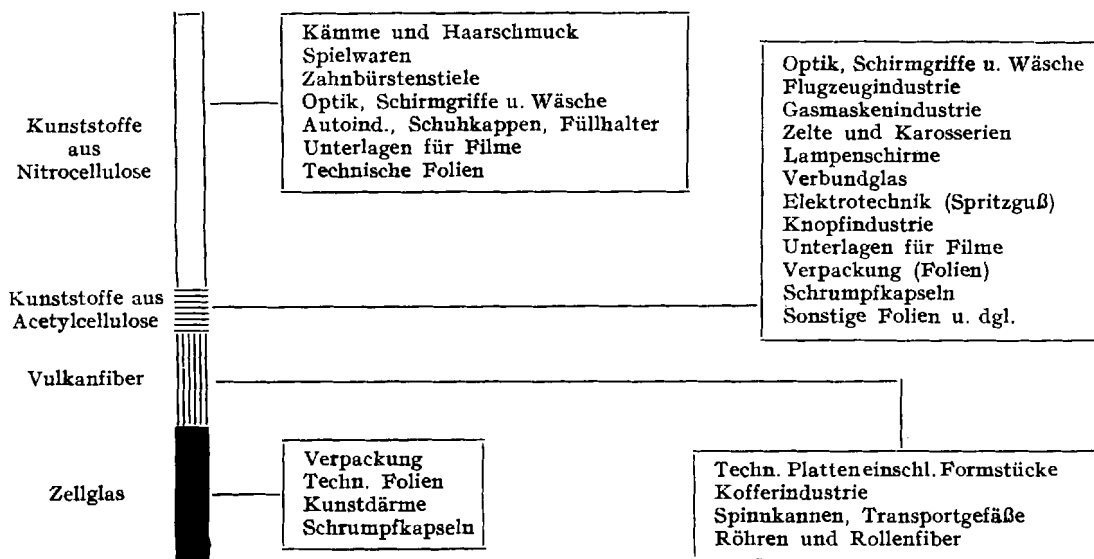 Kunststoffe
aus
Nitrocellulose
Kämme und Haarschmuck
Spielwaren
Zahnbürstenstiele
Optik, Schirmgriffe u. Wäsche
Autoind., Schuhkappen, Füllhalter
Unterlagen für Filme
Technische Folien
Kunststoffe aus
Acetylcellulose
Optik, Schirmgriffe u. Wäsche
Flugzeugindustrie
Gasmaskenindustrie
Zelte und Karosserien
Lampenschirme
Verbundglas
Elektrotechnik (Spritzguß)
Knopfindustrie
Unterlagen für Filme
Verpackung (Folien)
Schrumpfkapseln
Sonstige Folien u. dgl.
Vulkanfiber
Techn. Platten einschl. Formstücke
Kofferindustrie
Spinnkannen, Transportgefäße
Röhren und Rollenfiber
Zellglas
Verpackung
Techn. Folien
Kunstdärme
Schrumpfkapseln